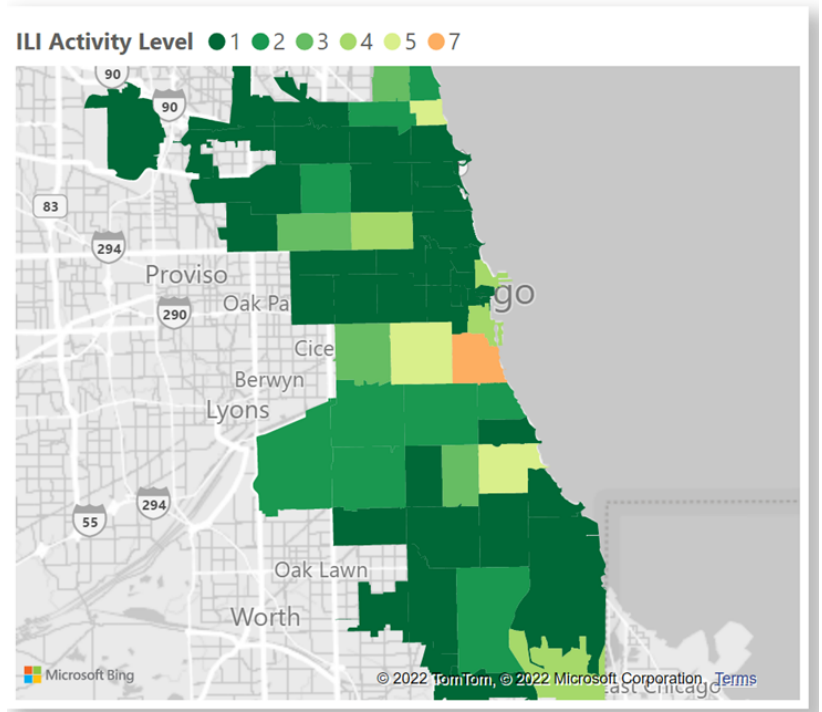 ILI Activity Level 1 2 3 4 5 7
90
90
83
294
Proviso
290
Oak Pa
go
Cice
Berwyn
Lyons
294
55
Oak Lawn
Worth
Microsoft Bing
© 2022 TomTom, © 2022 Microsoft Corporation Terms
East Chicago